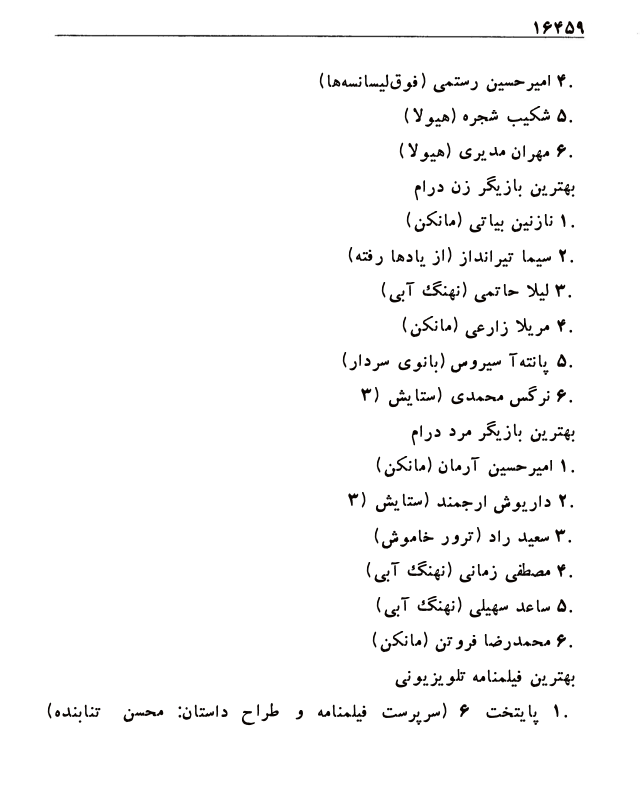 ۱۶۴۵۹
۴. امیرحسین رستمی (فوق‌لیسانسه‌ها)
۵. شکیب شجره (هیولا)
۶. مهران مدیری (هیولا)
بهترین بازیگر زن درام
۱. نازنین بیاتی (مانکن)
۲. سیما تیرانداز (از یادها رفته)
۳. لیلا حاتمی (نهنگ آبی)
۴. مریلا زارعی (مانکن)
۵. پانته‌آ سیروس (بانوی سردار)
۶. نرگس محمدی (ستایش ۳)
بهترین بازیگر مرد درام
۱. امیرحسین آرمان (مانکن)
۲. داریوش ارجمند (ستایش ۳)
۳. سعید راد (ترور خاموش)
۴. مصطفی زمانی (نهنگ آبی)
۵. ساعد سهیلی (نهنگ آبی)
۶. محمدرضا فروتن (مانکن)
بهترین فیلمنامه تلویزیونی
۱. پایتخت ۶ (سرپرست فیلمنامه و طراح داستان: محسن تنابنده)